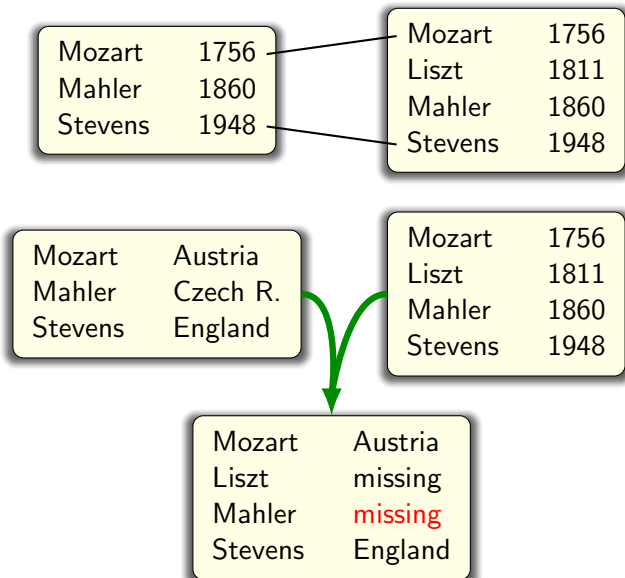 Mozart 1756
Mahler 1860
Stevens 1948
Mozart 1756
Liszt 1811
Mahler 1860
Stevens 1948
Mozart Austria
Mahler Czech R.
Stevens England
Mozart 1756
Liszt 1811
Mahler 1860
Stevens 1948
Mozart Austria
Liszt missing
Mahler missing
Stevens England